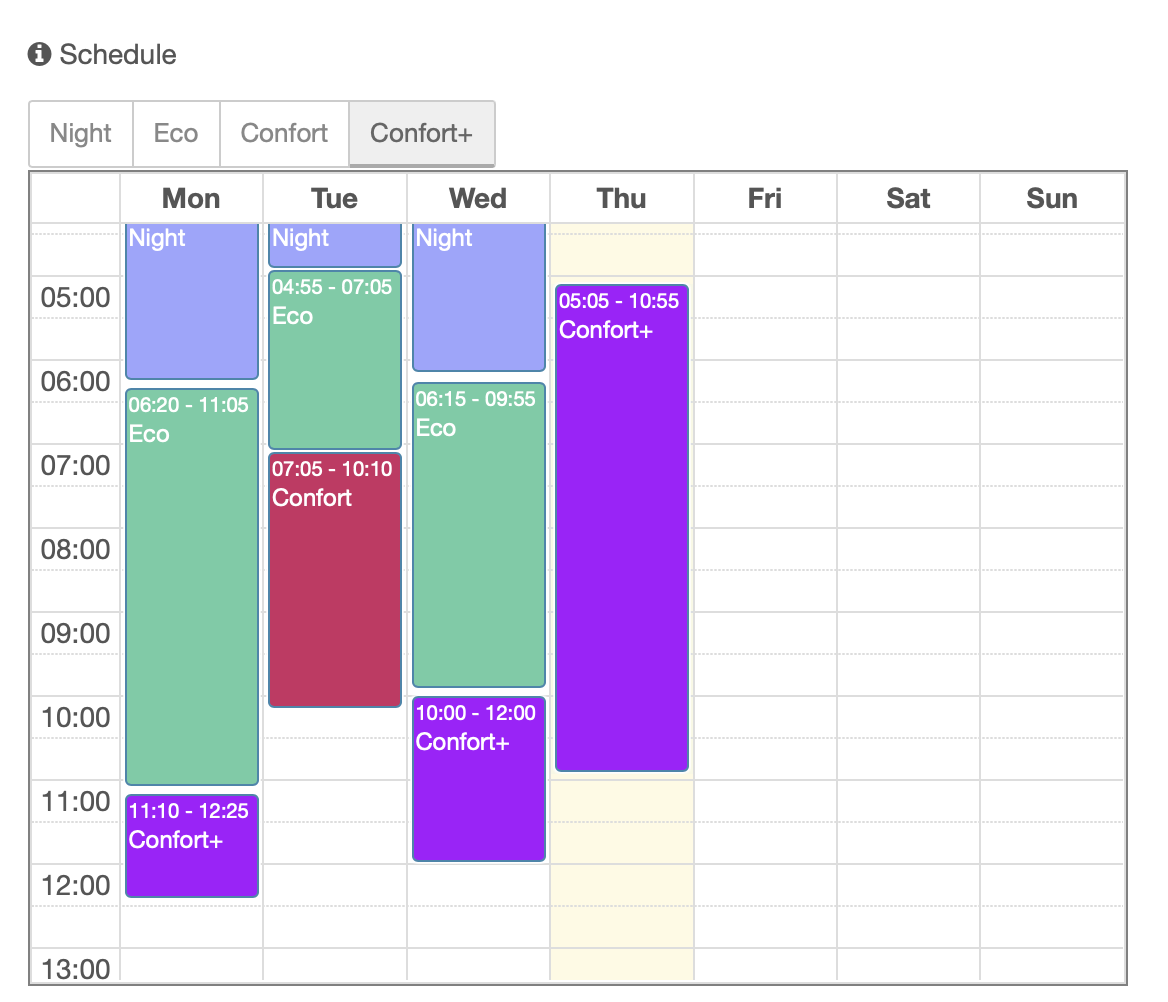 Schedule
Night Eco Confort Confort+
Mon Tue Wed Thu Fri Sat Sun
Night Night Night
05:00
04:55 - 07:05
Eco
05:05 - 10:55
Confort+
06:00
06:20 - 11:05
Eco
06:15 - 09:55
Eco
07:00
07:05 - 10:10
Confort
08:00
09:00
10:00
10:00 - 12:00
Confort+
11:00
11:10 - 12:25
Confort+
12:00
13:00